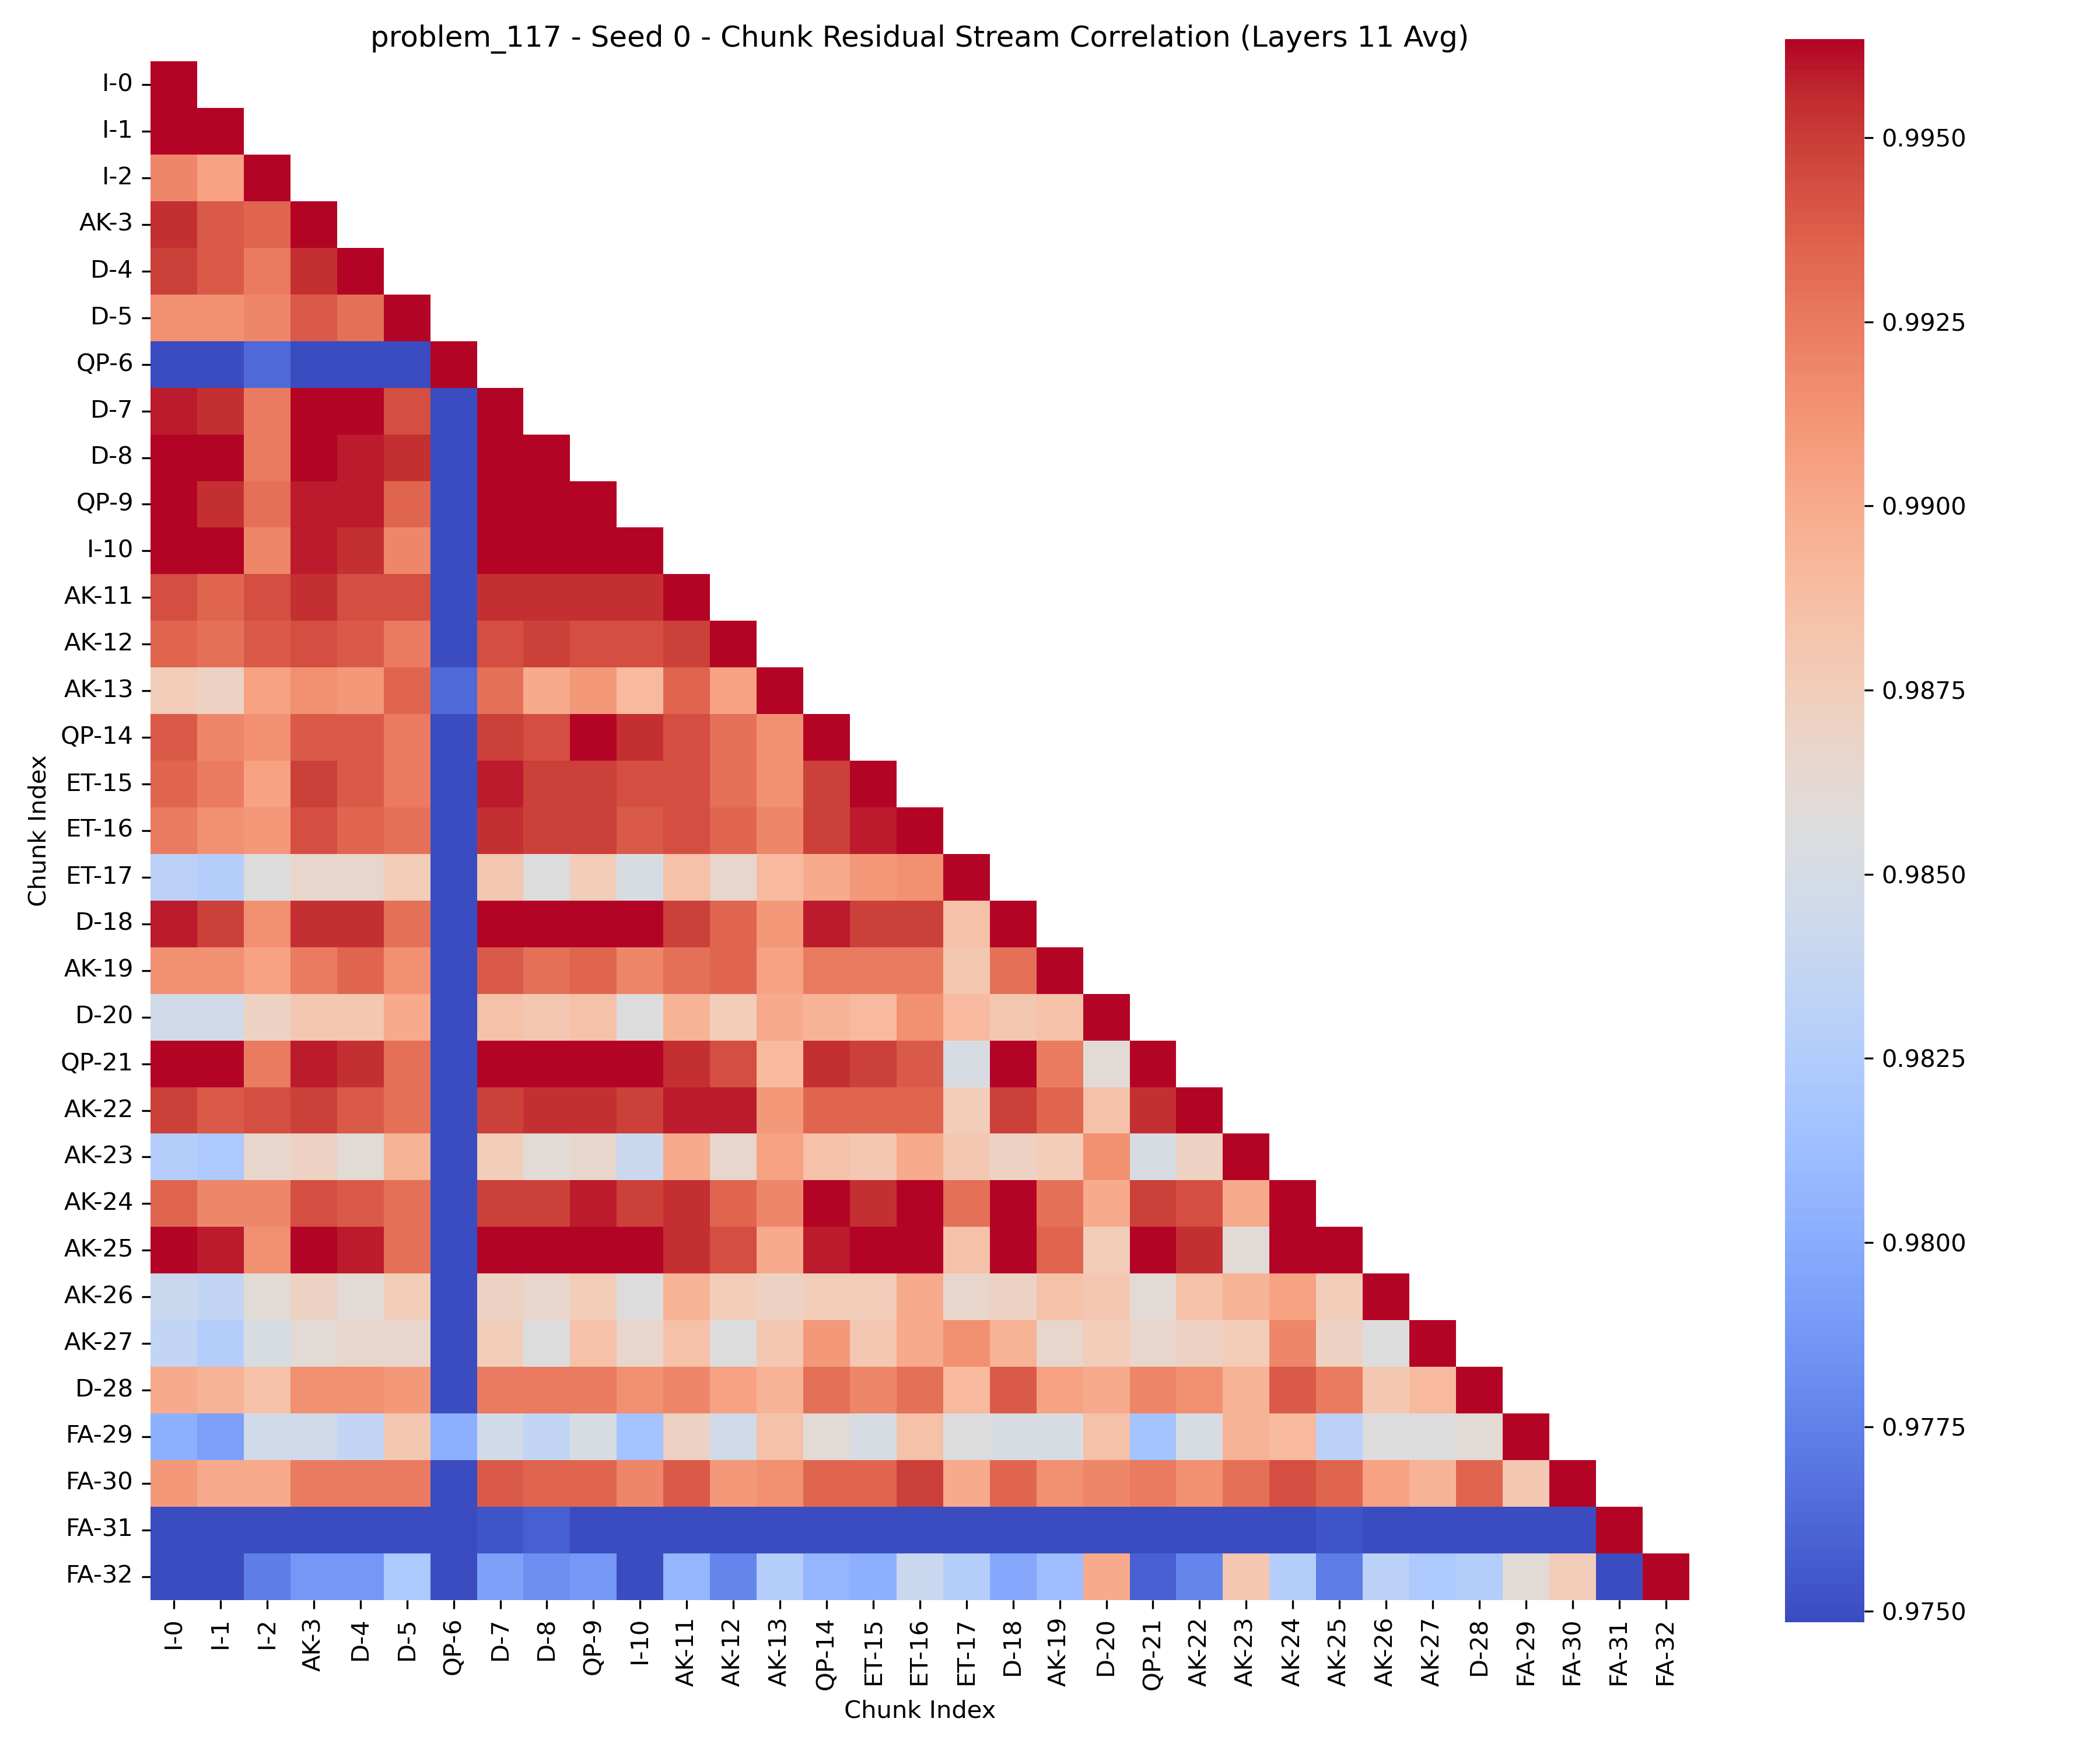 problem_117 - Seed 0 - Chunk Residual Stream Correlation (Layers 11 Avg)
Chunk Index
I-0
I-1
I-2
AK-3
D-4
D-5
QP-6
D-7
D-8
QP-9
I-10
AK-11
AK-12
AK-13
QP-14
ET-15
ET-16
ET-17
D-18
AK-19
D-20
QP-21
AK-22
AK-23
AK-24
AK-25
AK-26
AK-27
D-28
FA-29
FA-30
FA-31
FA-32
I-0 I-1 I-2 AK-3 D-4 D-5 QP-6 D-7 D-8 QP-9 I-10 AK-11 AK-12 AK-13 QP-14 ET-15 ET-16 ET-17 D-18 AK-19 D-20 QP-21 AK-22 AK-23 AK-24 AK-25 AK-26 AK-27 D-28 FA-29 FA-30 FA-31 FA-32
Chunk Index
0.9950
0.9925
0.9900
0.9875
0.9850
0.9825
0.9800
0.9775
0.9750